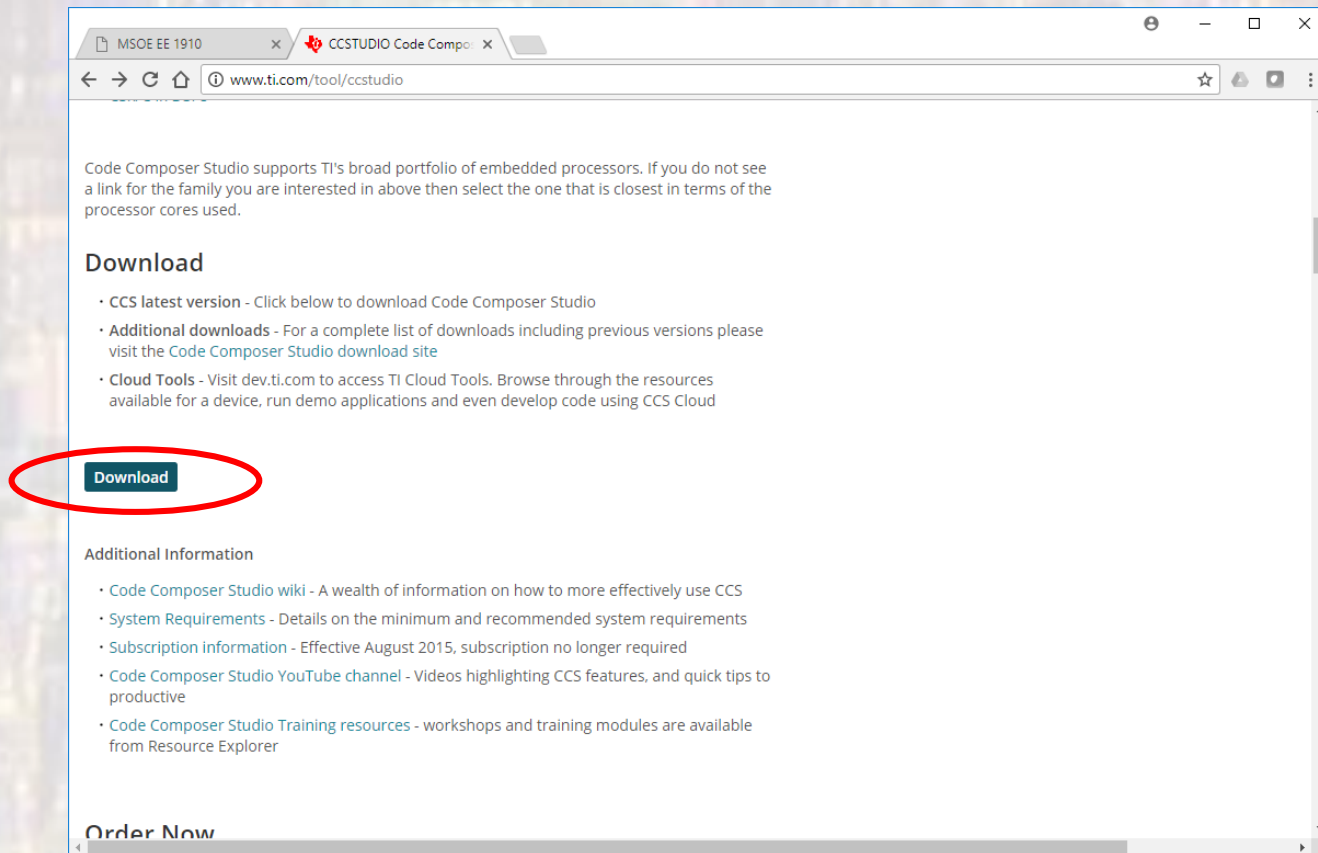 MSOE EE 1910
CCSTUDIO Code Compos
www.ti.com/tool/ccstudio
Code Composer Studio supports TI's broad portfolio of embedded processors. If you do not see
a link for the family you are interested in above then select the one that is closest in terms of the
processor cores used.
Download
• CCS latest version - Click below to download Code Composer Studio
• Additional downloads - For a complete list of downloads including previous versions please
visit the Code Composer Studio download site
• Cloud Tools - Visit dev.ti.com to access TI Cloud Tools. Browse through the resources
available for a device, run demo applications and even develop code using CCS Cloud
Download
Additional Information
• Code Composer Studio wiki - A wealth of information on how to more effectively use CCS
• System Requirements - Details on the minimum and recommended system requirements
• Subscription information - Effective August 2015, subscription no longer required
• Code Composer Studio YouTube channel - Videos highlighting CCS features, and quick tips to
productive
• Code Composer Studio Training resources - workshops and training modules are available
from Resource Explorer
Order Now